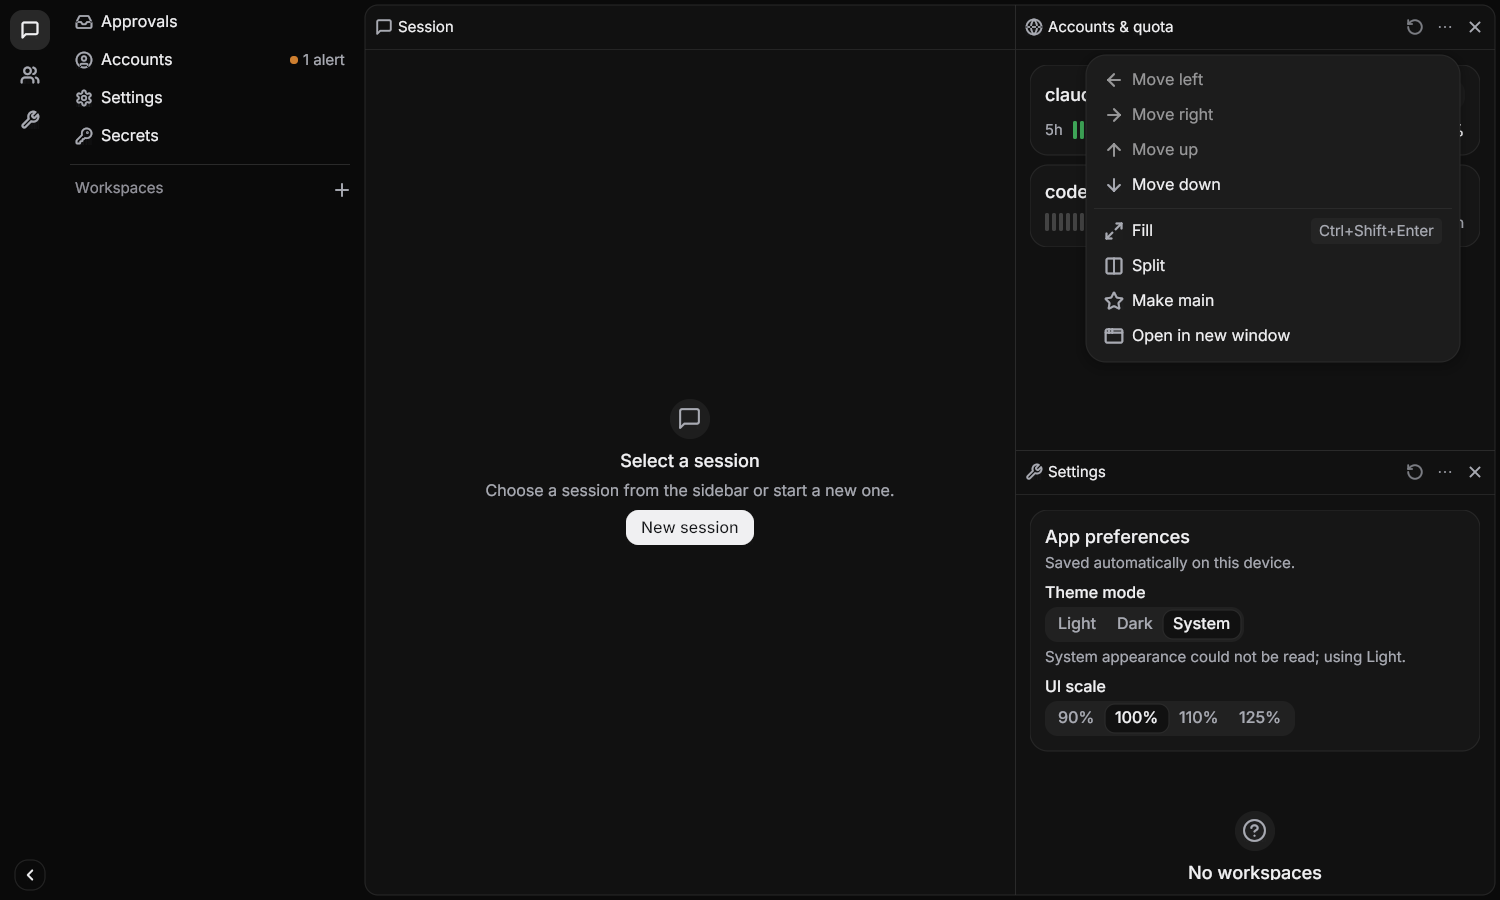 Approvals
Accounts
1 alert
Settings
Secrets
Workspaces
Session
Select a session
Choose a session from the sidebar or start a new one.
New session
Accounts & quota
5h
Move left
Move right
Move up
Move down
Fill
Ctrl+Shift+Enter
Split
Make main
Open in new window
Settings
App preferences
Saved automatically on this device.
Theme mode
Light Dark System
System appearance could not be read; using Light.
UI scale
90% 100% 110% 125%
No workspaces